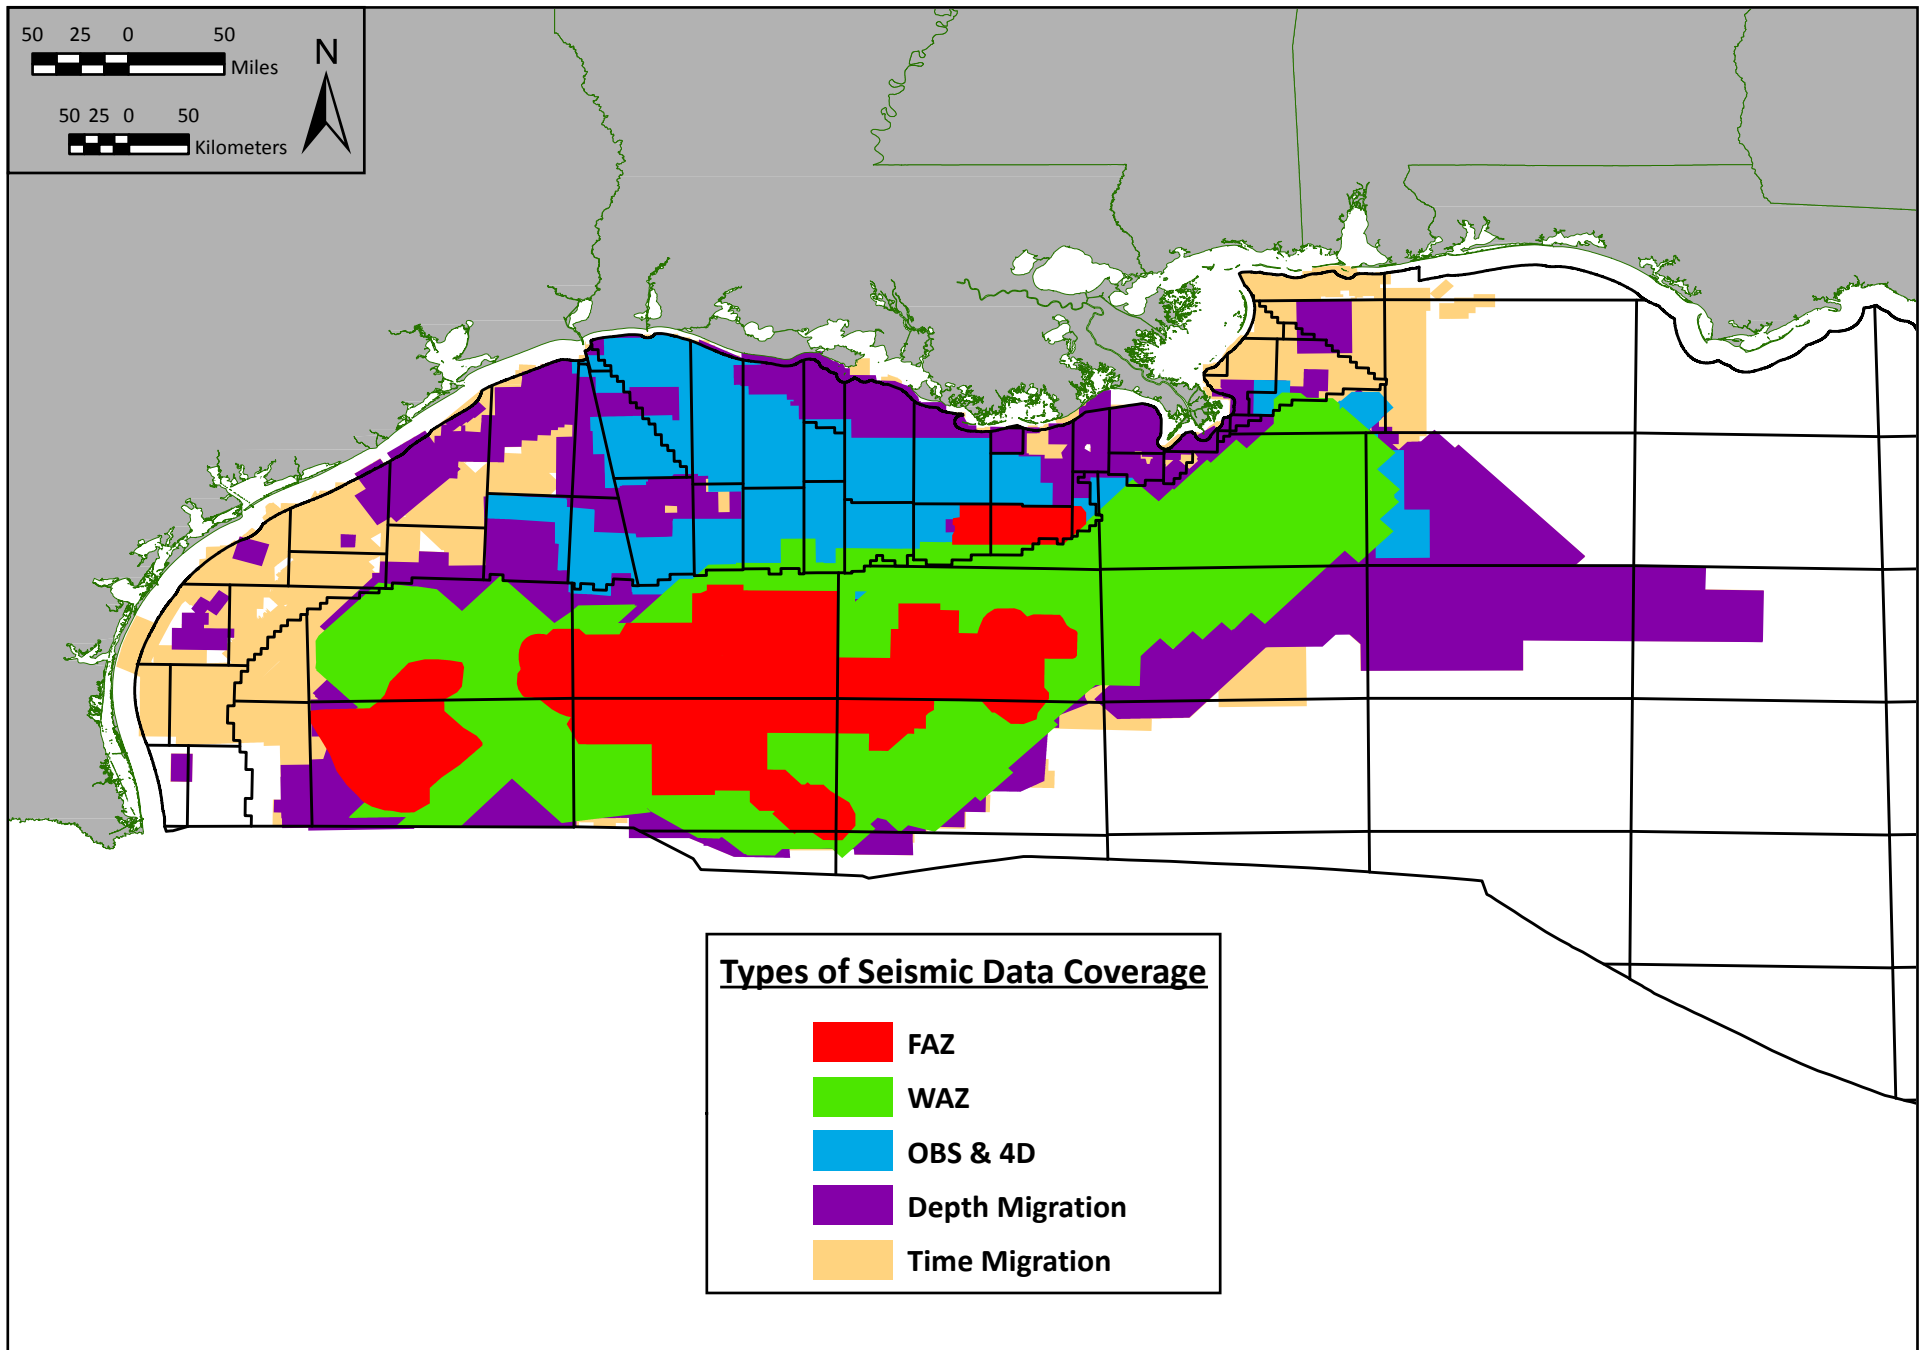 50 25 0 50
Miles
N
50 25 0 50
Kilometers
Types of Seismic Data Coverage
FAZ
WAZ
OBS & 4D
Depth Migration
Time Migration